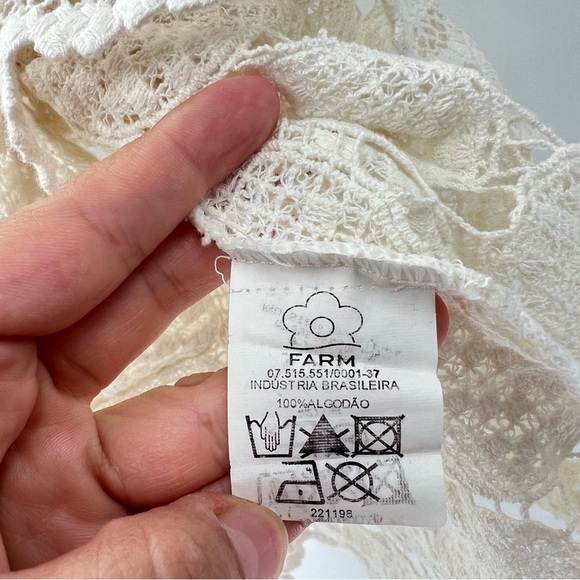 FARM
07.515.551/0001-37
INDÚSTRIA BRASILEIRA
100%ALGODÃO
221198